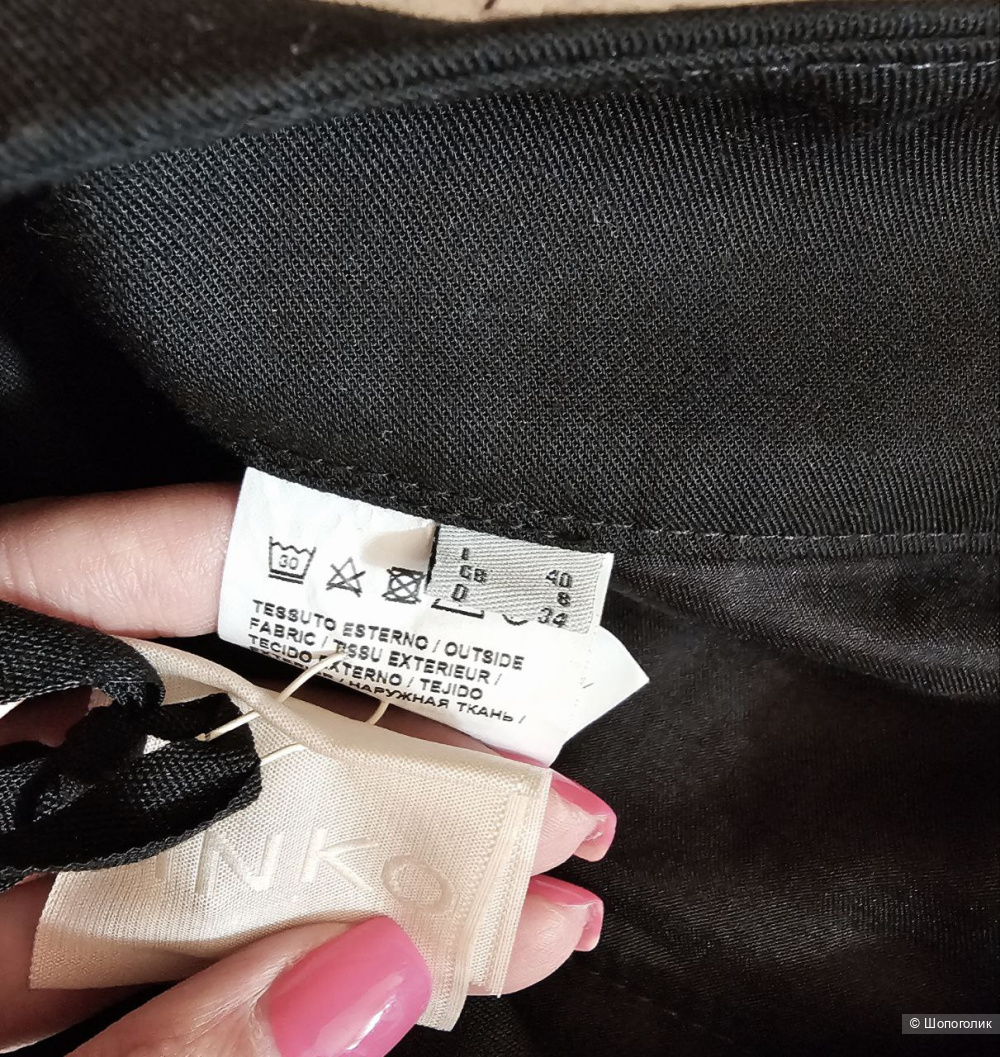 30
I 40
GB 8
D 34
TESSUTO ESTERNO / OUTSIDE
FABRIC / TISSU EXTERIEUR /
TECIDO EXTERNO / TEJIDO
/ НАРУЖНАЯ ТКАНЬ /
INKO
© Шопоголик